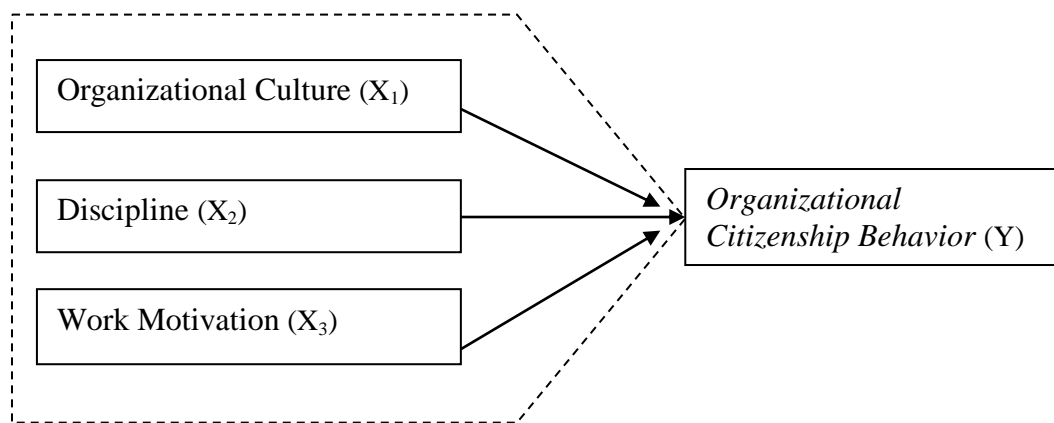 Organizational Culture (X₁)
Discipline (X₂)
Work Motivation (X₃)
Organizational
Citizenship Behavior (Y)